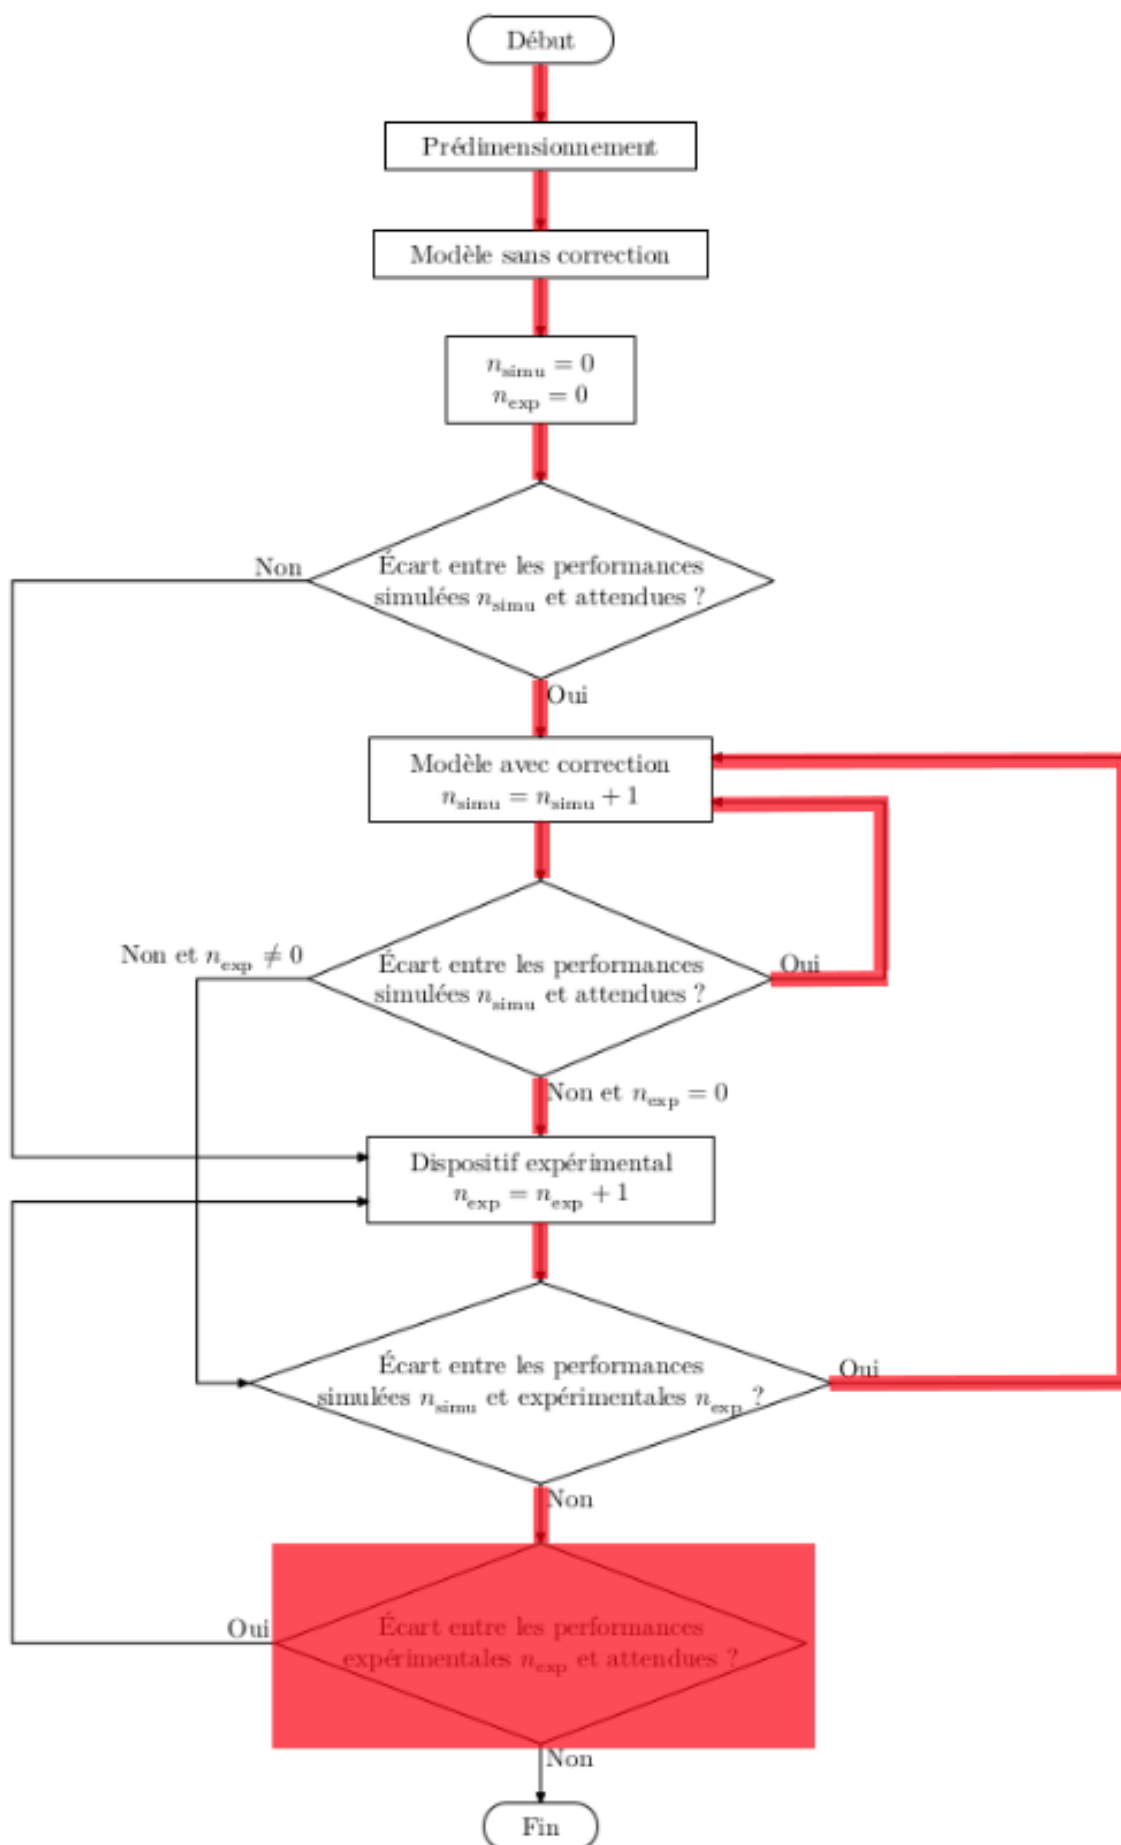 Début
Prédimensionnement
Modèle sans correction
n_simu = 0
n_exp = 0
Écart entre les performances
simulées n_simu et attendues ?
Non
Oui
Modèle avec correction
n_simu = n_simu + 1
Non et n_exp ≠ 0
Écart entre les performances
simulées n_simu et attendues ?
Oui
Non et n_exp = 0
Dispositif expérimental
n_exp = n_exp + 1
Écart entre les performances
simulées n_simu et expérimentales n_exp ?
Oui
Non
Oui
Écart entre les performances
expérimentales n_exp et attendues ?
Non
Fin